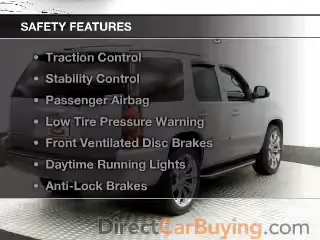 SAFETY FEATURES
• Traction Control
• Stability Control
• Passenger Airbag
• Low Tire Pressure Warning
• Front Ventilated Disc Brakes
• Daytime Running Lights
• Anti-Lock Brakes
DirectCarBuying.com